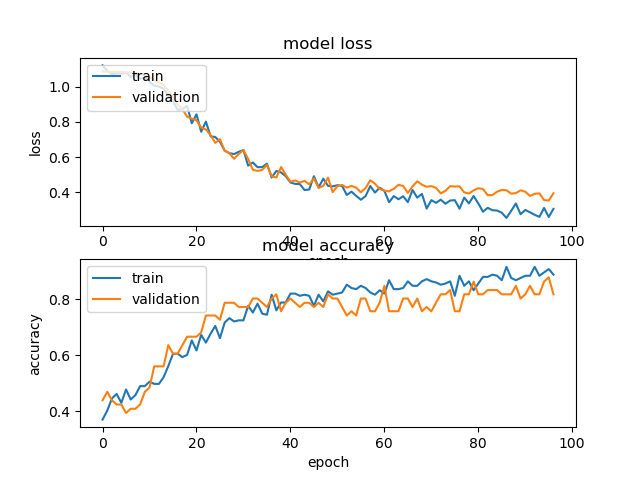 model loss
1.0
0.8
0.6
0.4
loss
train
validation
0 20 40 60 80 100
epoch
model accuracy
0.8
0.6
0.4
accuracy
train
validation
0 20 40 60 80 100
epoch